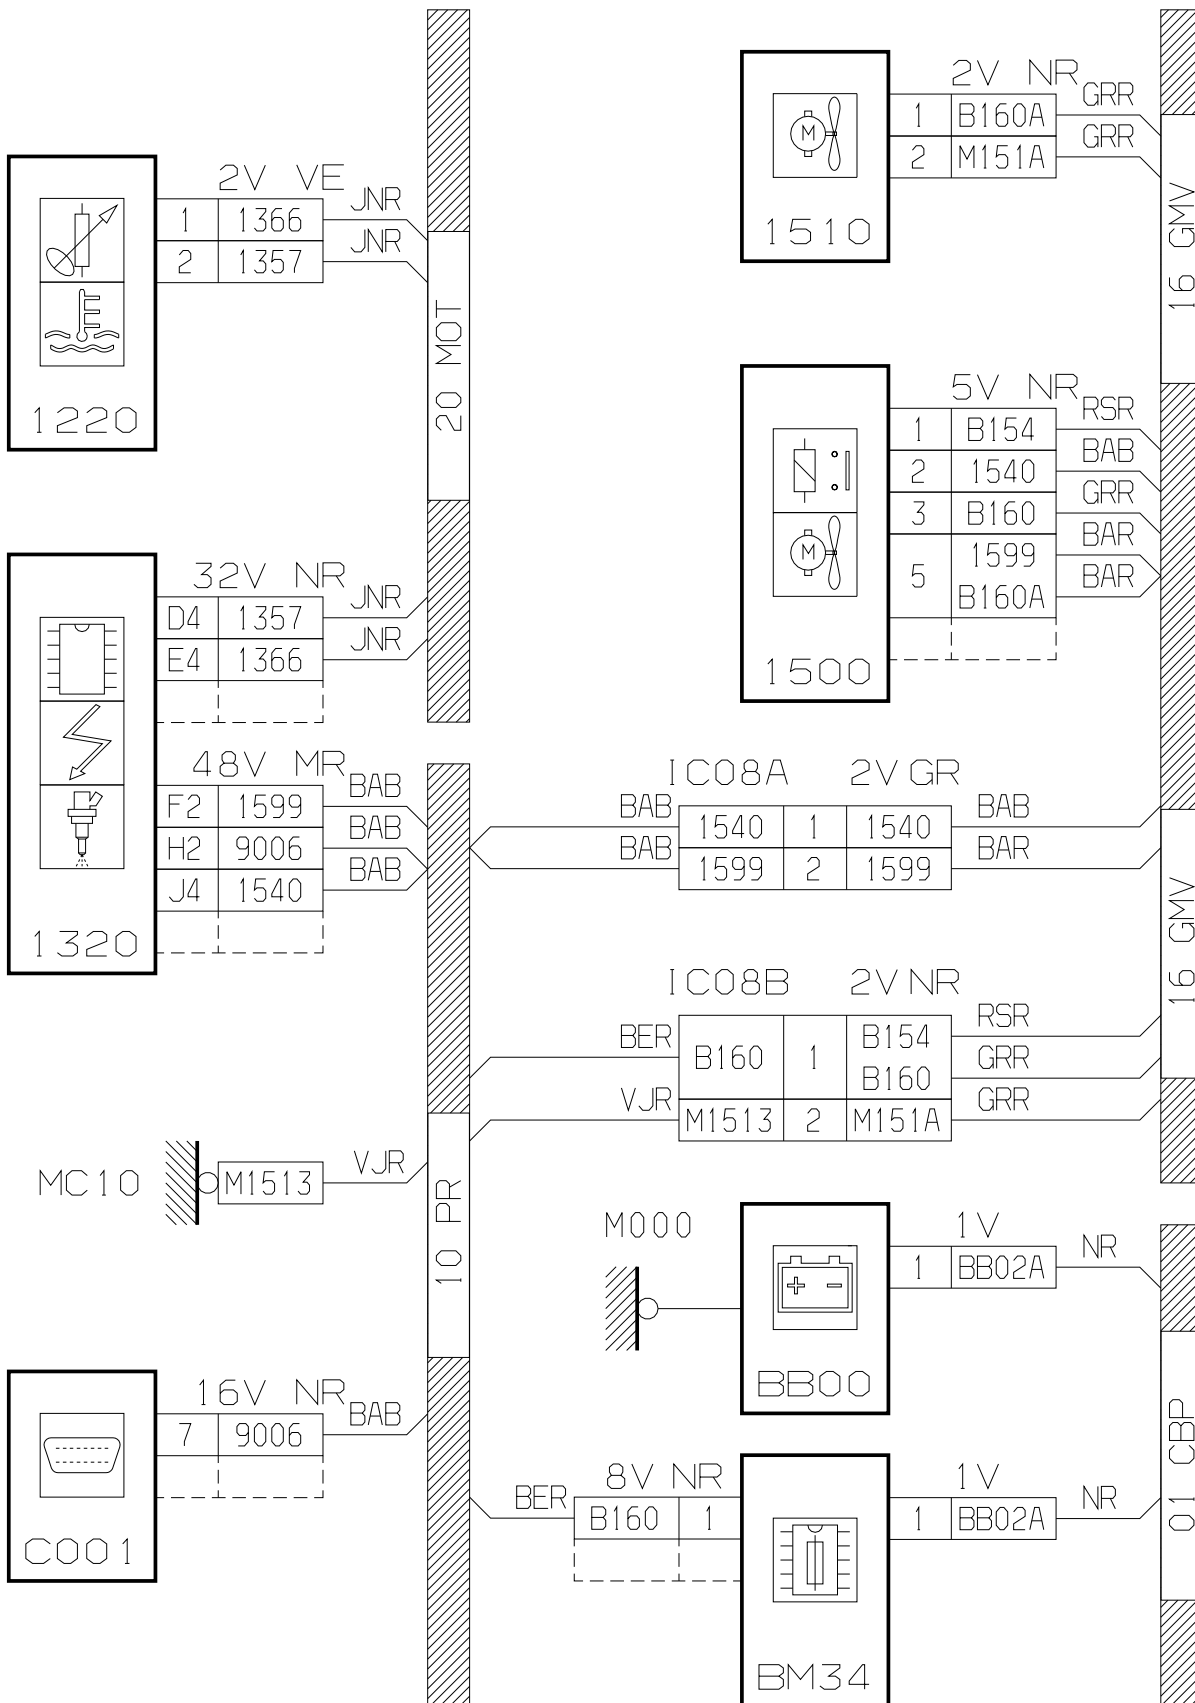 2V VE
1 1366 JNR
2 1357 JNR
1220
32V NR
D4 1357 JNR
E4 1366 JNR
48V MR
F2 1599 BAB
H2 9006 BAB
J4 1540 BAB
1320
MC10 M1513 VJR
16V NR
7 9006 BAB
C001
20 MOT
10 PR
2V NR
M
1 B160A GRR
2 M151A GRR
1510
5V NR
1 B154 RSR
2 1540 BAB
3 B160 GRR
5 1599 BAR
B160A BAR
M
1500
IC08A 2V GR
BAB 1540 1 1540 BAB
BAB 1599 2 1599 BAR
IC08B 2V NR
BER B160 1 B154 RSR
B160 GRR
VJR M1513 2 M151A GRR
M000
1V
1 BB02A NR
+ -
BB00
8V NR
BER B160 1
1V
1 BB02A NR
BM34
16 GMV
16 GMV
01 CBP